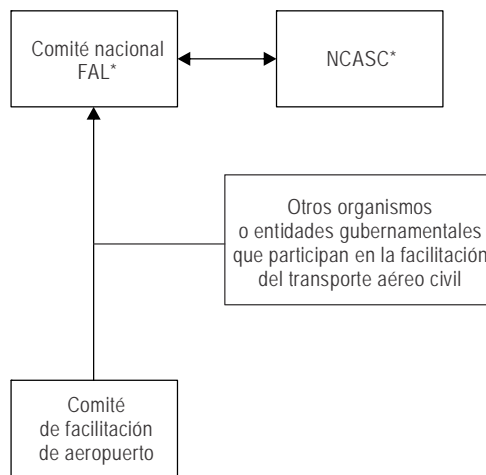 Comité nacional
FAL*
NCASC*
Otros organismos
o entidades gubernamentales
que participan en la facilitación
del transporte aéreo civil
Comité
de facilitación
de aeropuerto